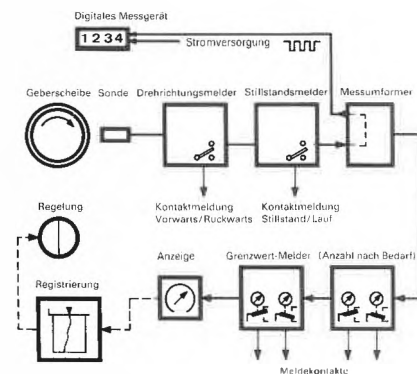 Digitales Messgerät
1234
Stromversorgung
Geberscheibe Sonde Drehrichtungsmelder Stillstandsmelder Messumformer
Kontaktmeldung
Vorwärts/Rückwärts
Kontaktmeldung
Stillstand/Lauf
Regelung
Registrierung
Anzeige
Grenzwert-Melder (Anzahl nach Bedarf)
Meldekontakte